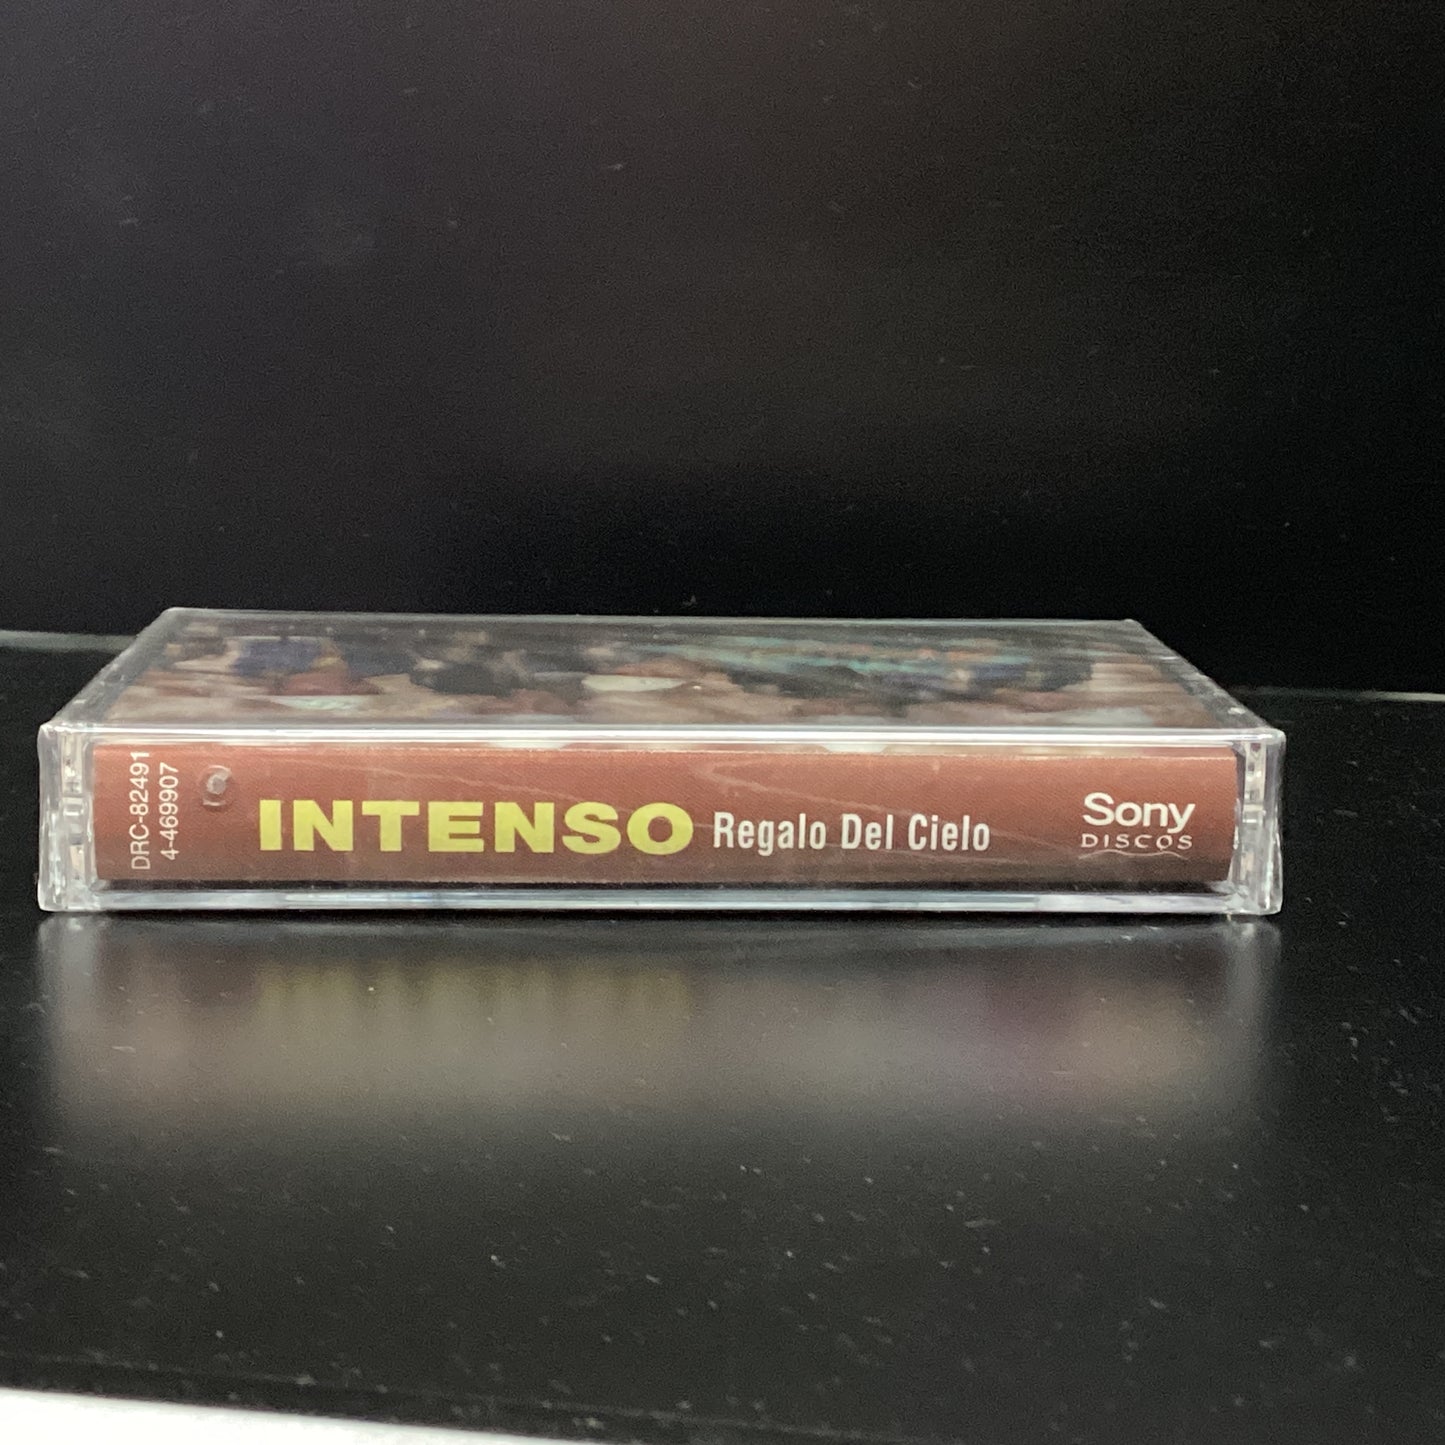 DRC-82491
4-469907
INTENSO Regalo Del Cielo
Sony
DISCOS